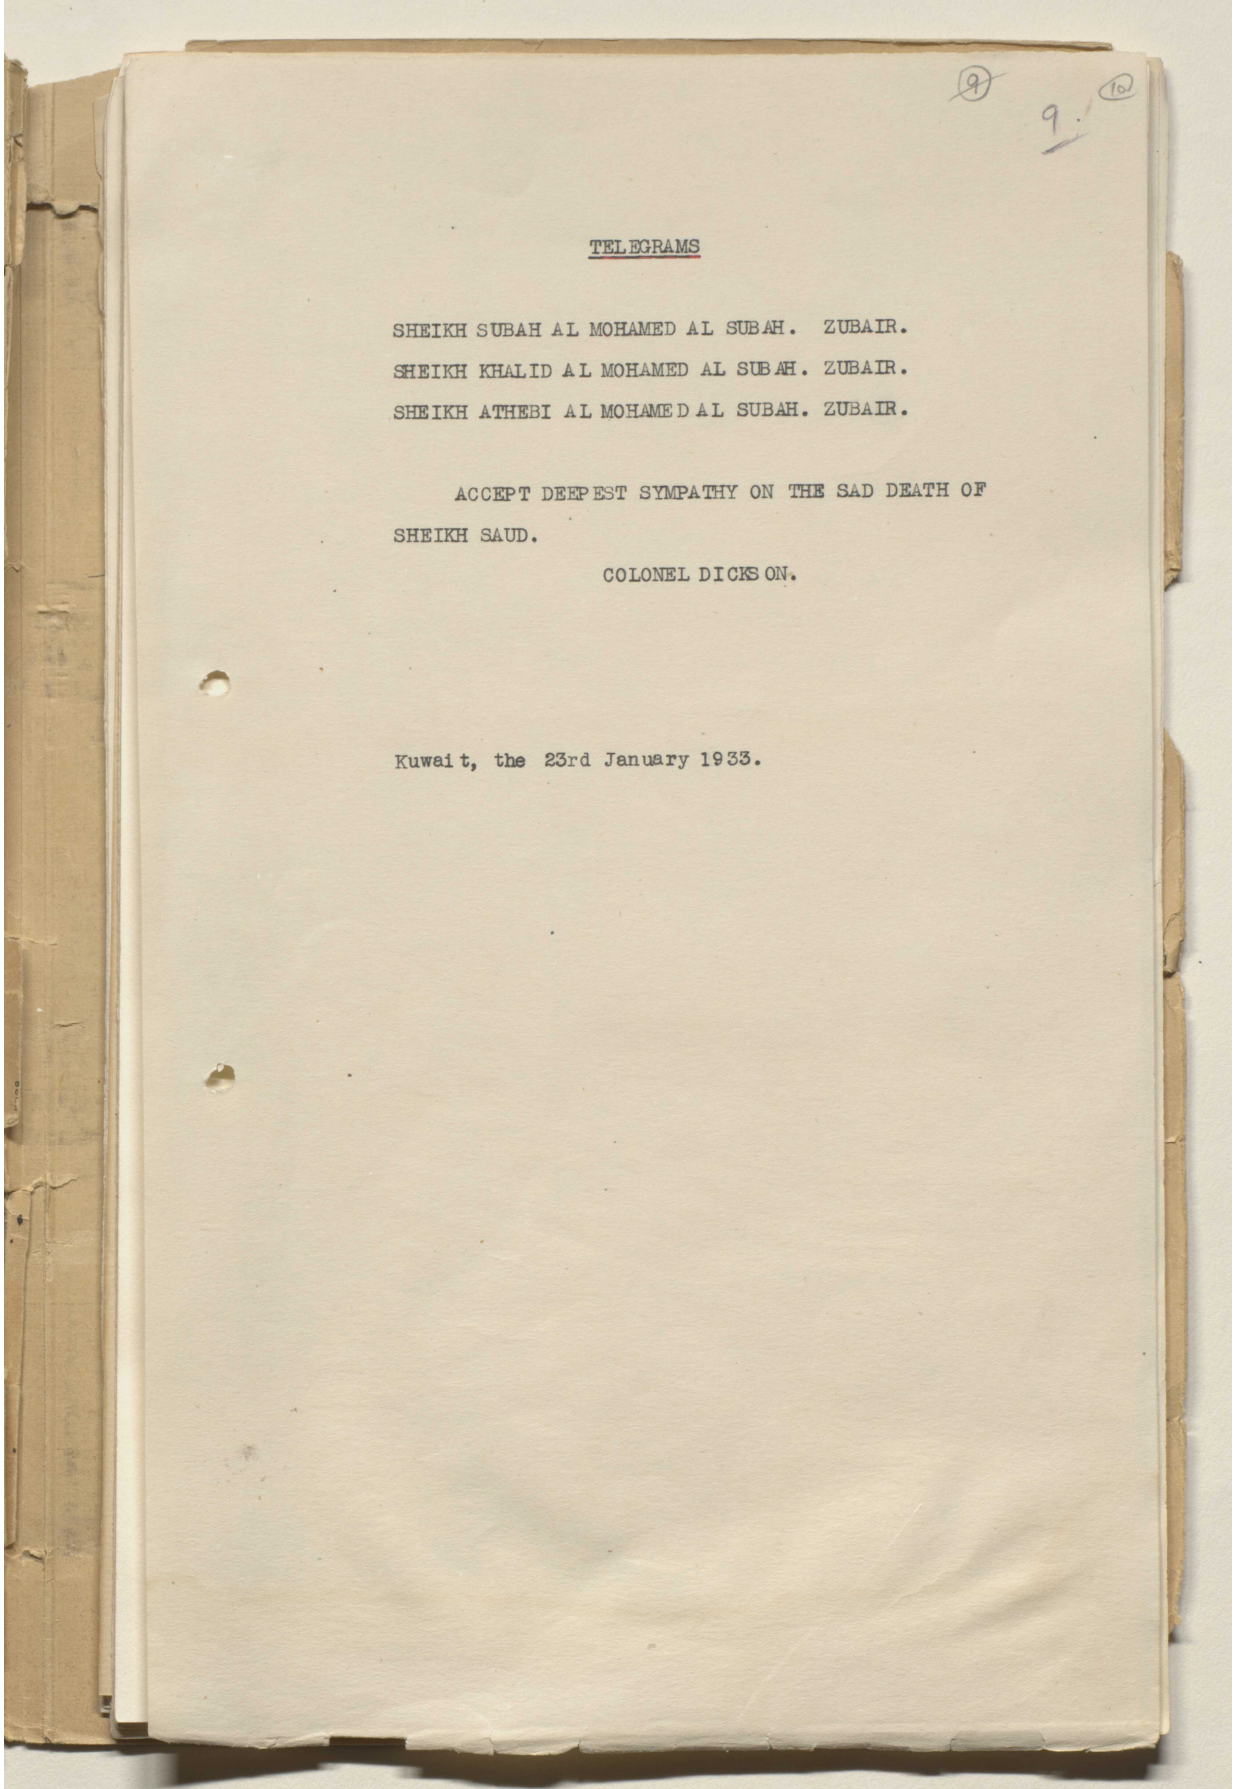 9
10
9.
TELEGRAMS
SHEIKH SUBAH AL MOHAMED AL SUBAH. ZUBAIR.
SHEIKH KHALID AL MOHAMED AL SUBAH. ZUBAIR.
SHEIKH ATHEBI AL MOHAMED AL SUBAH. ZUBAIR.
ACCEPT DEEPEST SYMPATHY ON THE SAD DEATH OF
SHEIKH SAUD.
COLONEL DICKSON.
Kuwait, the 23rd January 1933.